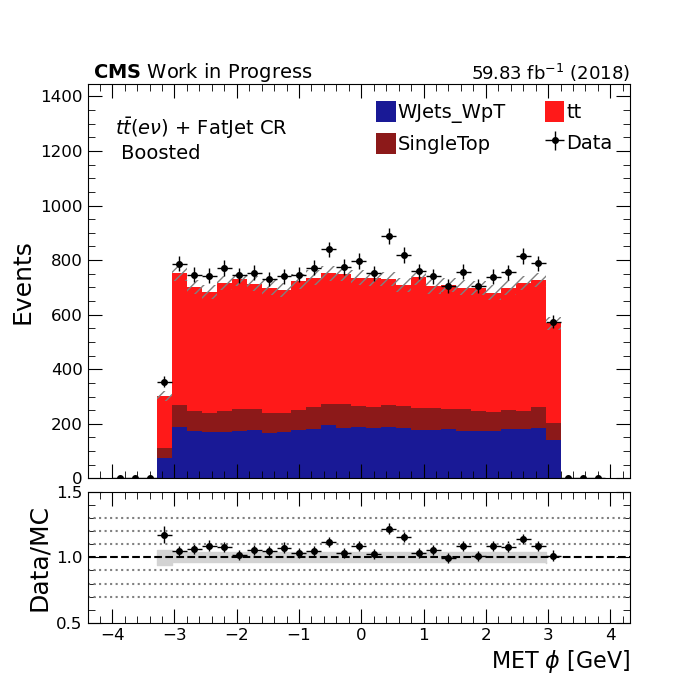 CMS Work in Progress 59.83 fb⁻¹ (2018)
1400
1200
1000
800
600
400
200
0
Events
tt̄(eν) + FatJet CR
Boosted
WJets_WpT
tt
SingleTop
Data
1.5
1.0
0.5
Data/MC
−4 −3 −2 −1 0 1 2 3 4
MET ϕ [GeV]